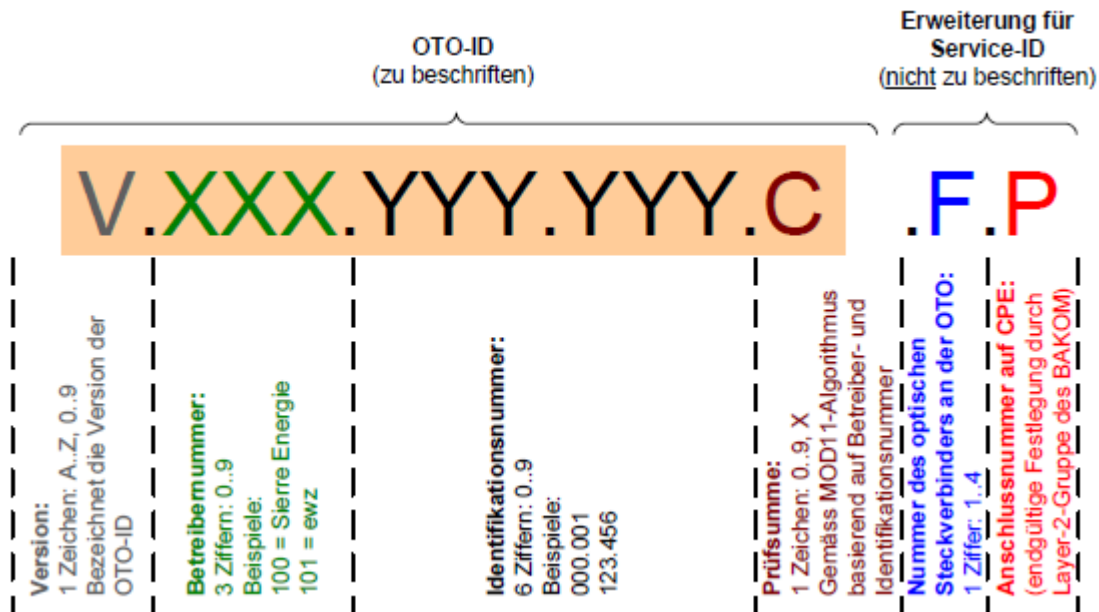 OTO-ID
(zu beschriften)
Erweiterung für
Service-ID
(nicht zu beschriften)
V.XXX.YYY.YYY.C .F.P
Version:
1 Zeichen: A..Z, 0..9
Bezeichnet die Version der
OTO-ID
Betreibernummer:
3 Ziffern: 0..9
Beispiele:
100 = Sierre Energie
101 = ewz
Identifikationsnummer:
6 Ziffern: 0..9
Beispiele:
000.001
123.456
Prüfsumme:
1 Zeichen: 0..9, X
Gemäss MOD11-Algorithmus
basierend auf Betreiber- und
Identifikationsnummer
Nummer des optischen
Steckverbinders an der OTO:
1 Ziffer: 1..4
Anschlussnummer auf CPE:
(endgültige Festlegung durch
Layer-2-Gruppe des BAKOM)